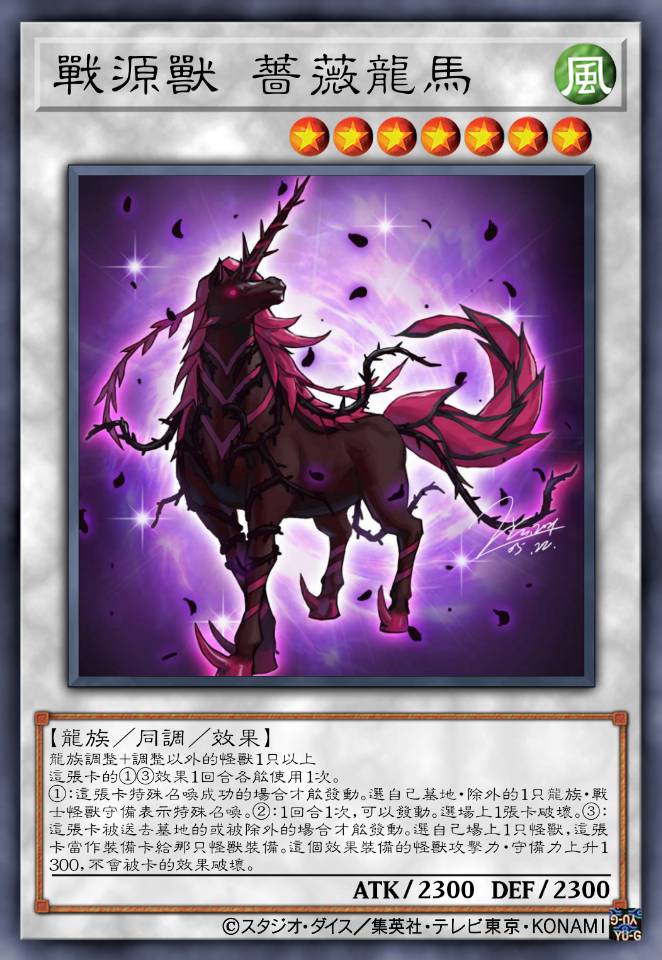 戰源獸 薔薇龍馬
風
【龍族／同調／效果】
龍族調整+調整以外的怪獸1只以上
這張卡的①③效果1回合各能使用1次。
①：這張卡特殊召喚成功的場合才能發動。選自己墓地·除外的1只龍族·戰
士怪獸守備表示特殊召喚。②：1回合1次，可以發動。選場上1張卡破壞。③：
這張卡被送去墓地的或被除外的場合才能發動。選自己場上1只怪獸，這張
卡當作裝備卡給那只怪獸裝備。這個效果裝備的怪獸攻擊力·守備力上升1
300，不會被卡的效果破壞。
ATK/2300 DEF/2300
©スタジオ·ダイス／集英社·テレビ東京·KONAMI